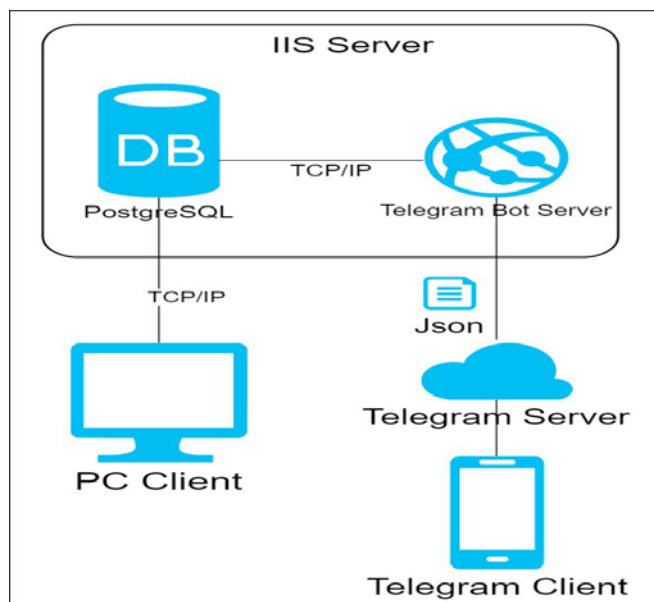 IIS Server
DB
TCP/IP
PostgreSQL
Telegram Bot Server
TCP/IP
Json
Telegram Server
PC Client
Telegram Client